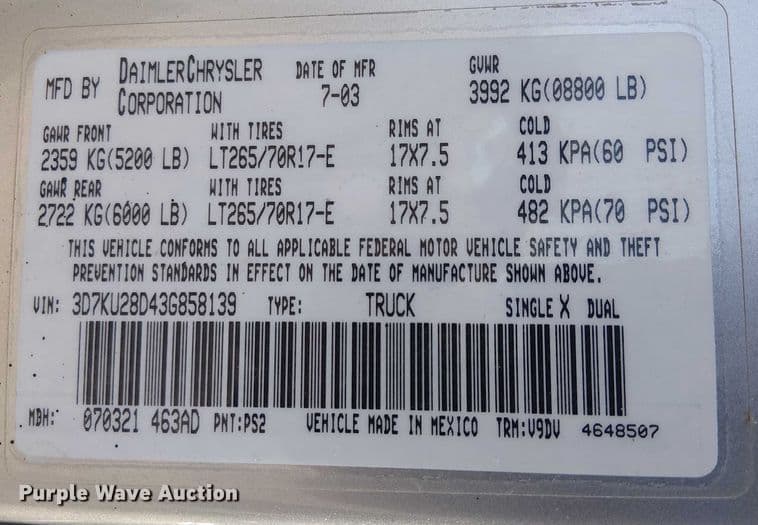 MFD BY DAIMLERCHRYSLER CORPORATION DATE OF MFR 7-03 GVWR 3992 KG(08800 LB)
GAWR FRONT WITH TIRES RIMS AT COLD
2359 KG(5200 LB) LT265/70R17-E 17X7.5 413 KPA(60 PSI)
GAWR REAR WITH TIRES RIMS AT COLD
2722 KG(6000 LB) LT265/70R17-E 17X7.5 482 KPA(70 PSI)
THIS VEHICLE CONFORMS TO ALL APPLICABLE FEDERAL MOTOR VEHICLE SAFETY AND THEFT
PREVENTION STANDARDS IN EFFECT ON THE DATE OF MANUFACTURE SHOWN ABOVE.
VIN: 3D7KU28D43G858139 TYPE: TRUCK SINGLE X DUAL
MDH: 070321 463AD PNT:PS2 VEHICLE MADE IN MEXICO TRM:V9DV 4648507
Purple Wave Auction